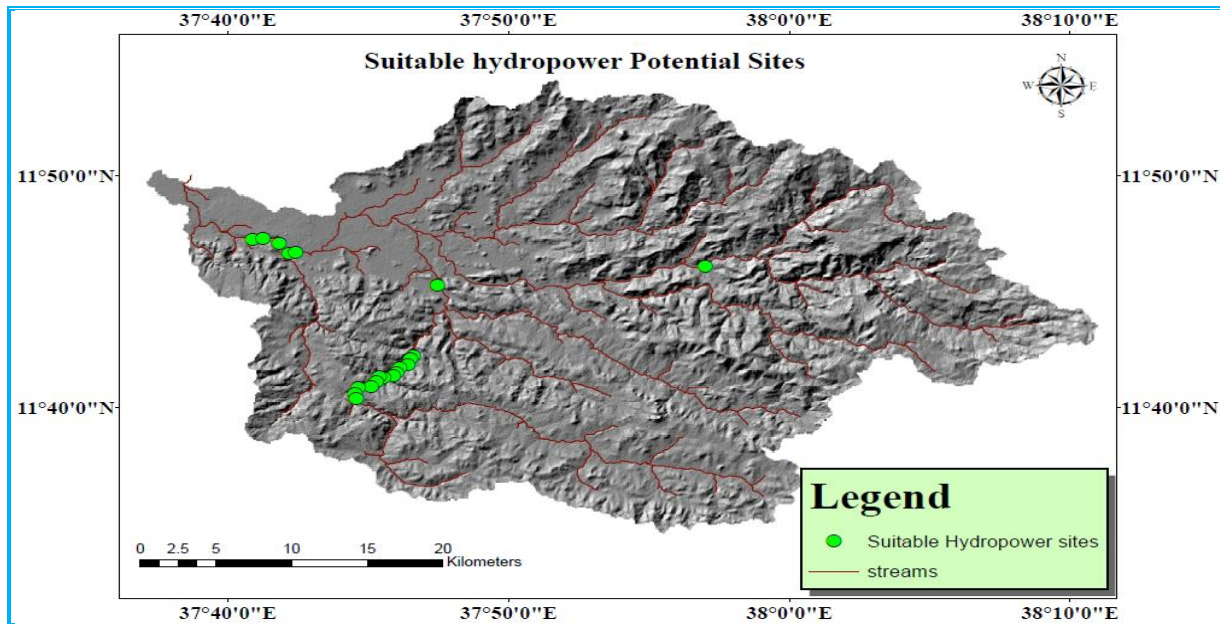 37°40'0"E 37°50'0"E 38°0'0"E 38°10'0"E
Suitable hydropower Potential Sites
N
W E
S
11°50'0"N 11°50'0"N
11°40'0"N 11°40'0"N
Legend
Suitable Hydropower sites
streams
0 2.5 5 10 15 20
Kilometers
37°40'0"E 37°50'0"E 38°0'0"E 38°10'0"E